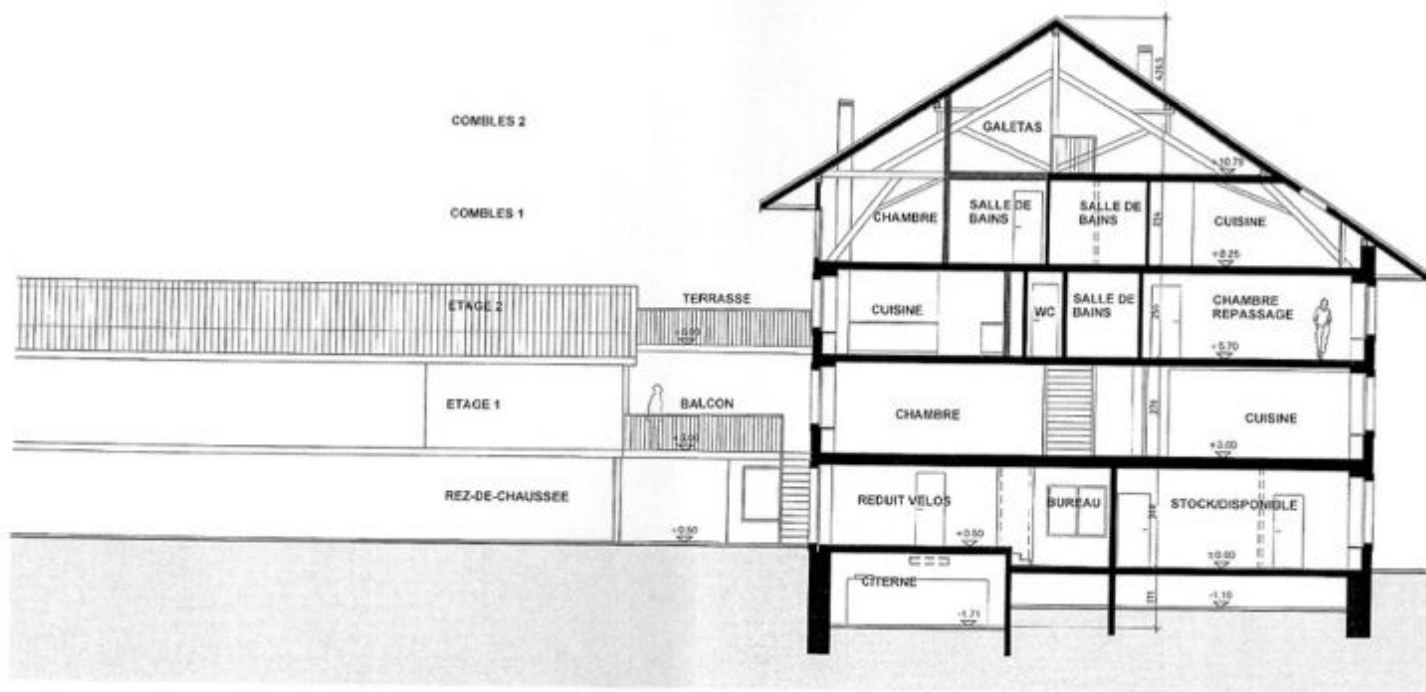 COMBLES 2
GALETAS
+10.79
COMBLES 1
CHAMBRE
SALLE DE
BAINS
SALLE DE
BAINS
CUISINE
+8.25
ETAGE 2
TERRASSE
CUISINE
WC
SALLE DE
BAINS
CHAMBRE
REPASSAGE
+5.70
ETAGE 1
BALCON
CHAMBRE
CUISINE
+3.00
+3.00
REZ-DE-CHAUSSEE
REDUIT VELOS
BUREAU
STOCK/DISPONIBLE
+0.50
+0.50
±0.00
CITERNE
-1.10
-1.71